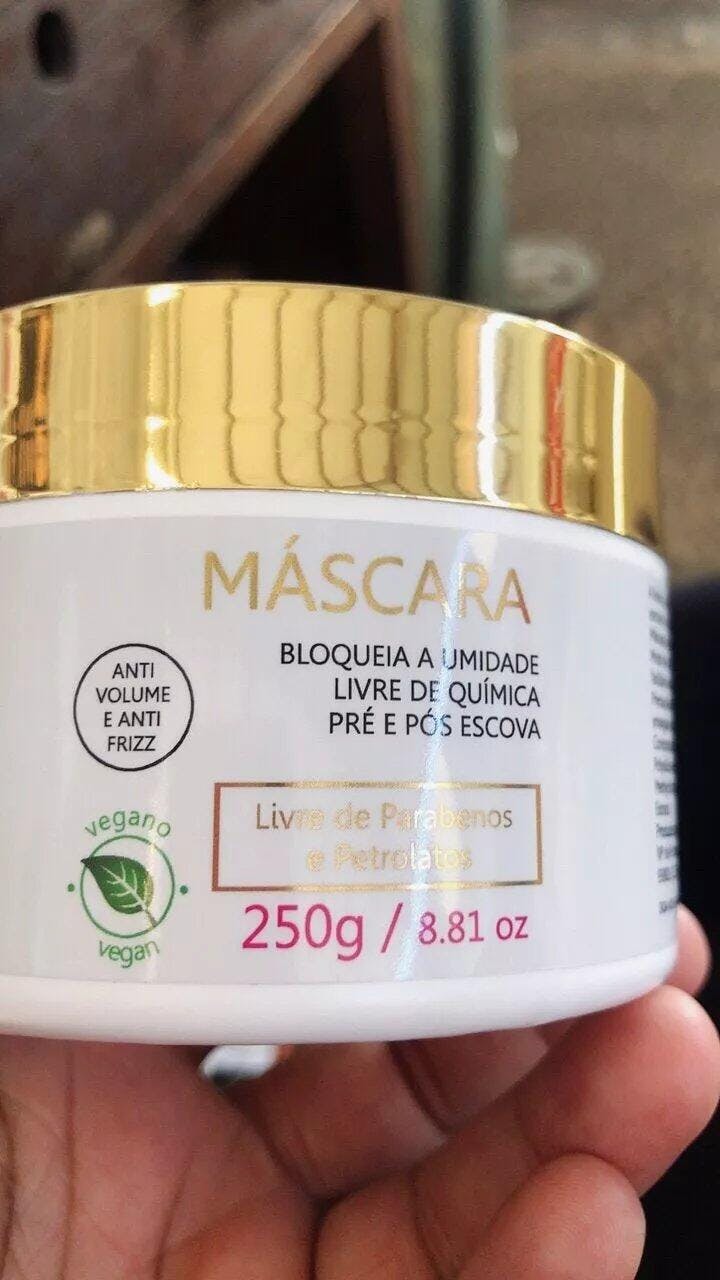 MÁSCARA
BLOQUEIA A UMIDADE
LIVRE DE QUÍMICA
PRÉ E PÓS ESCOVA
ANTI
VOLUME
E ANTI
FRIZZ
Livre de Parabenos
e Petrolatos
vegano
vegan
250g / 8.81 oz